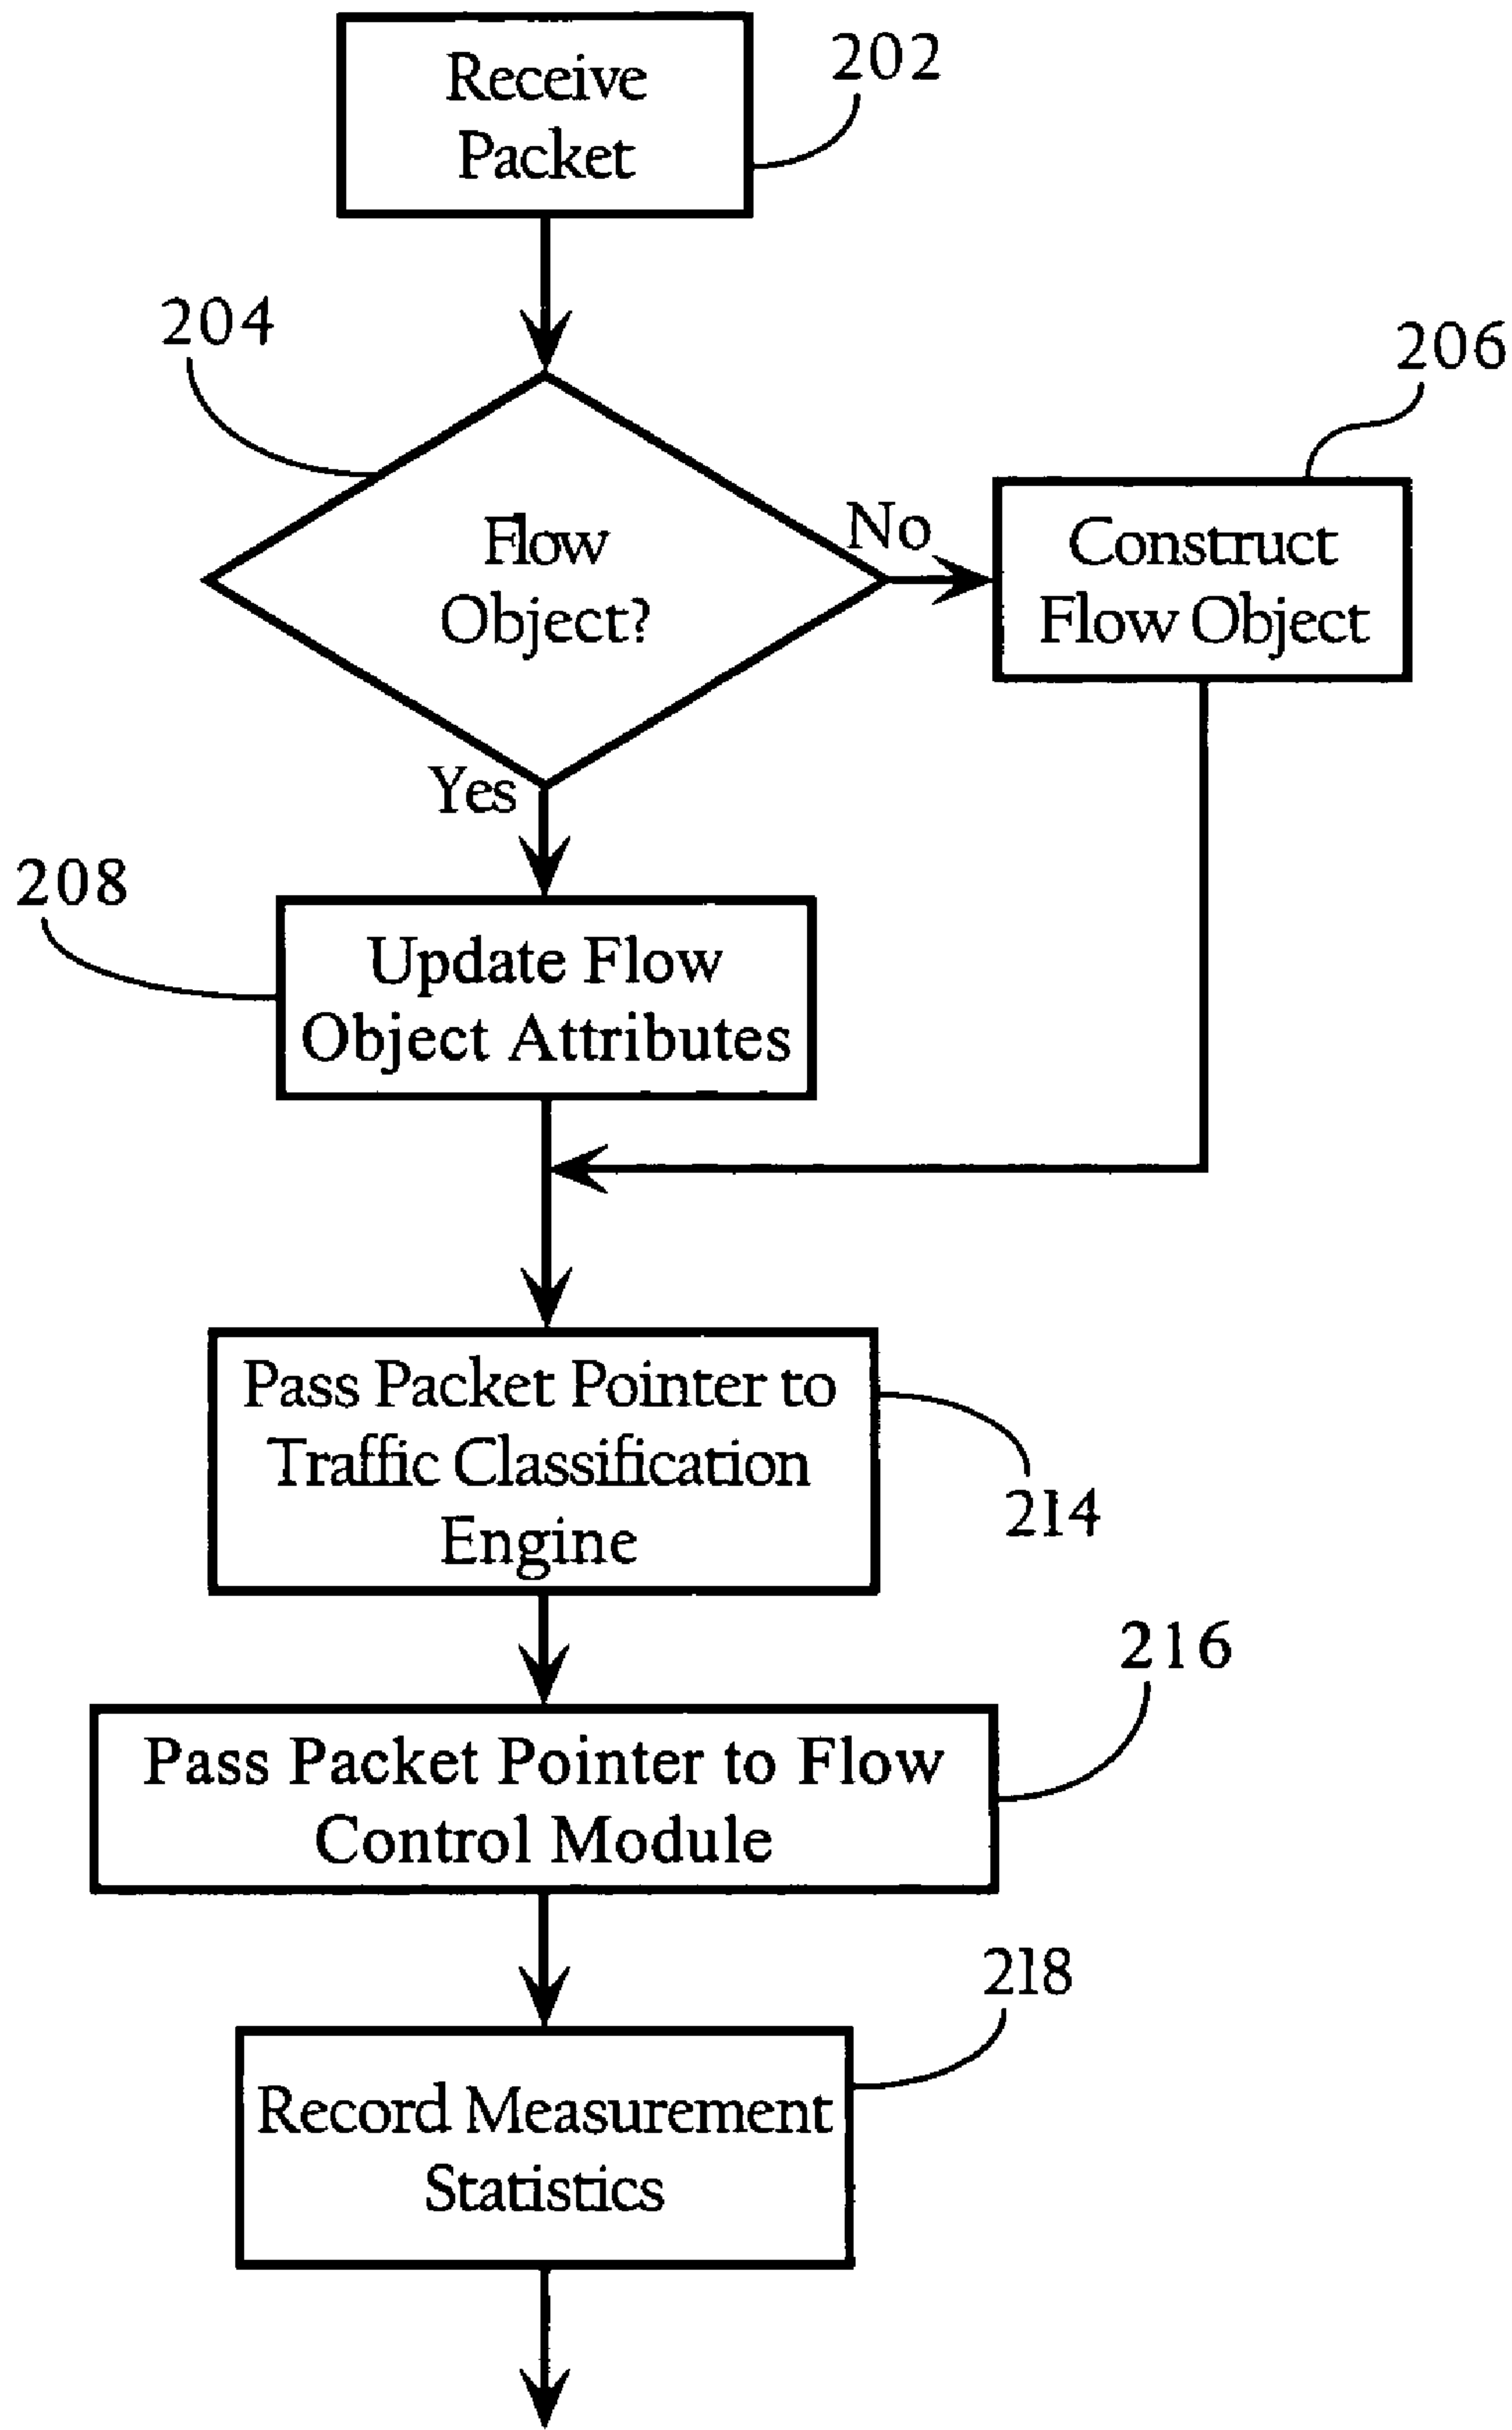 Receive
Packet
202
204
206
Flow
Object?
No
Construct
Flow Object
Yes
208
Update Flow
Object Attributes
Pass Packet Pointer to
Traffic Classification
Engine
214
216
Pass Packet Pointer to Flow
Control Module
218
Record Measurement
Statistics